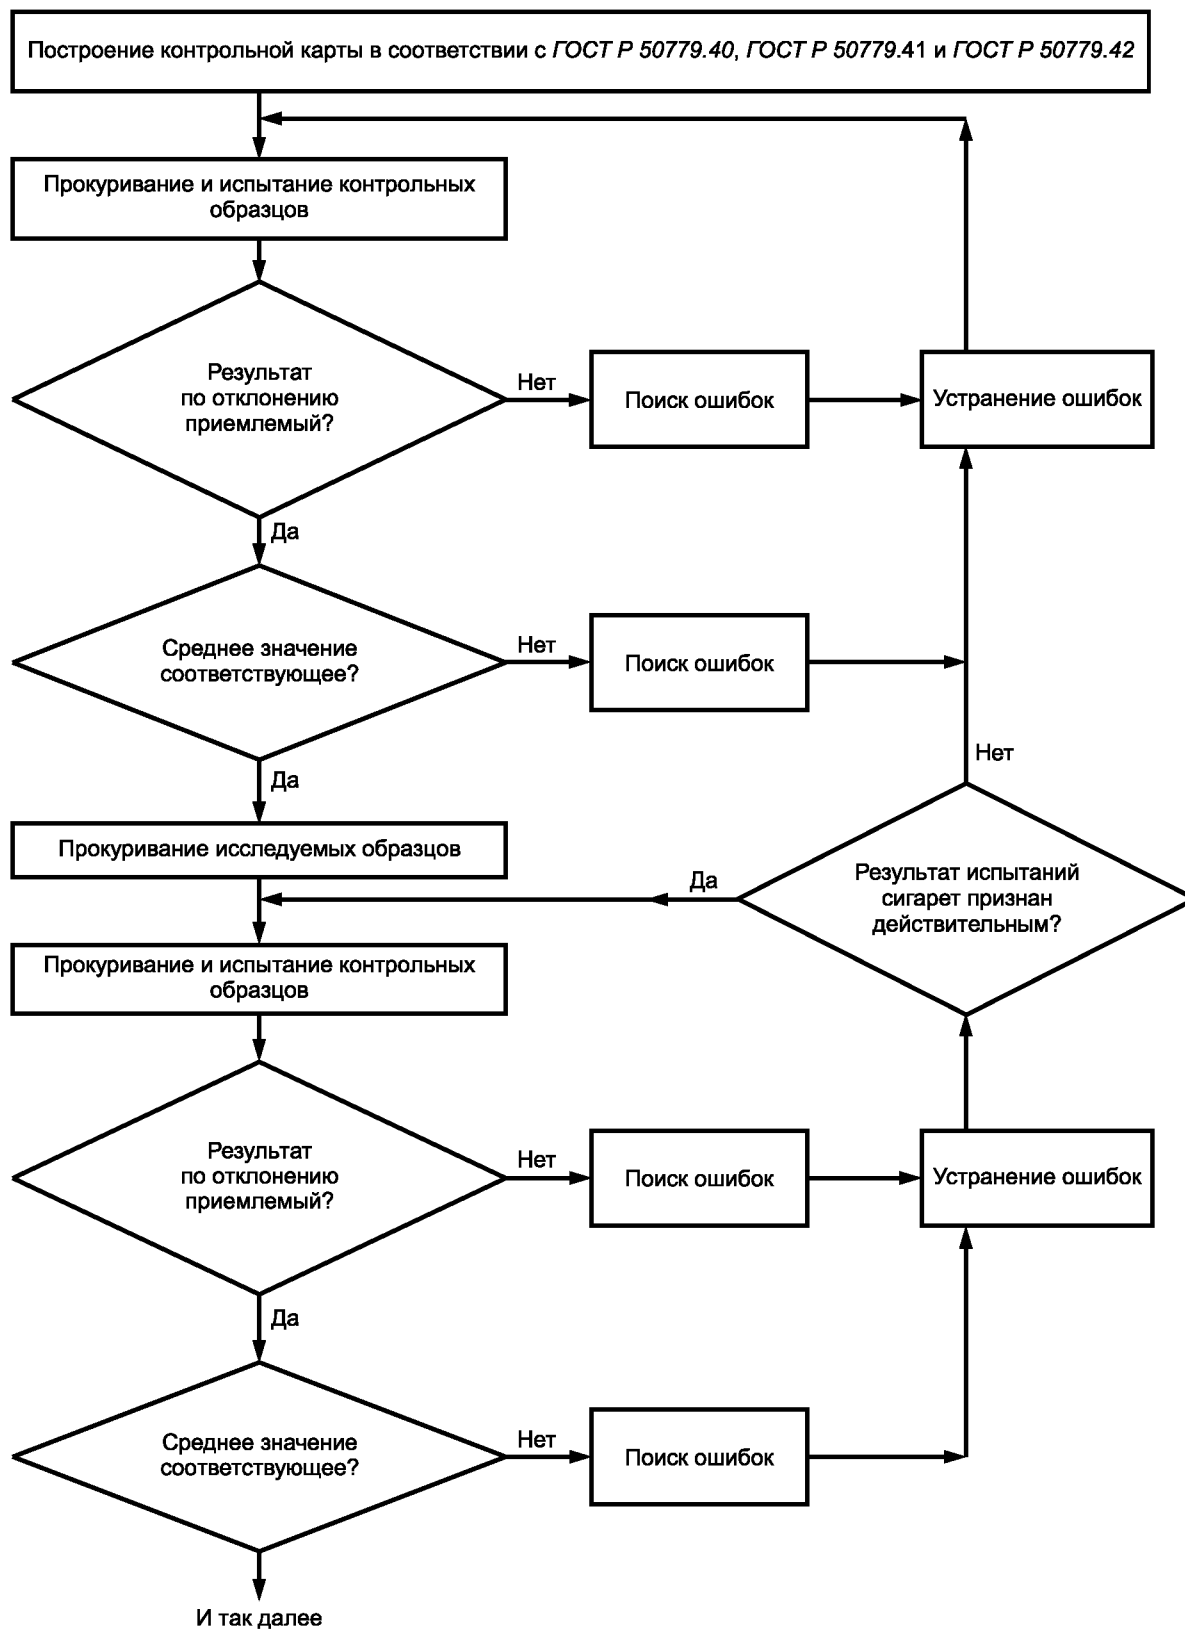 Построение контрольной карты в соответствии с ГОСТ Р 50779.40, ГОСТ Р 50779.41 и ГОСТ Р 50779.42
Прокуривание и испытание контрольных
образцов
Результат
по отклонению
приемлемый?
Нет
Поиск ошибок
Устранение ошибок
Да
Среднее значение
соответствующее?
Нет
Поиск ошибок
Да
Нет
Прокуривание исследуемых образцов
Результат испытаний
сигарет признан
действительным?
Да
Прокуривание и испытание контрольных
образцов
Результат
по отклонению
приемлемый?
Нет
Поиск ошибок
Устранение ошибок
Да
Среднее значение
соответствующее?
Нет
Поиск ошибок
И так далее